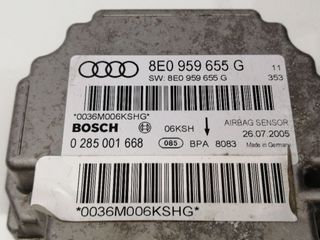 8E0 959 655 G 11
SW: 8E0 959 655 G 353
*0036M006KSHG*
BOSCH 06KSH AIRBAG SENSOR
26.07.2005
0 285 001 668 085 BPA 8083 Made in Germany
*0036M006KSHG*